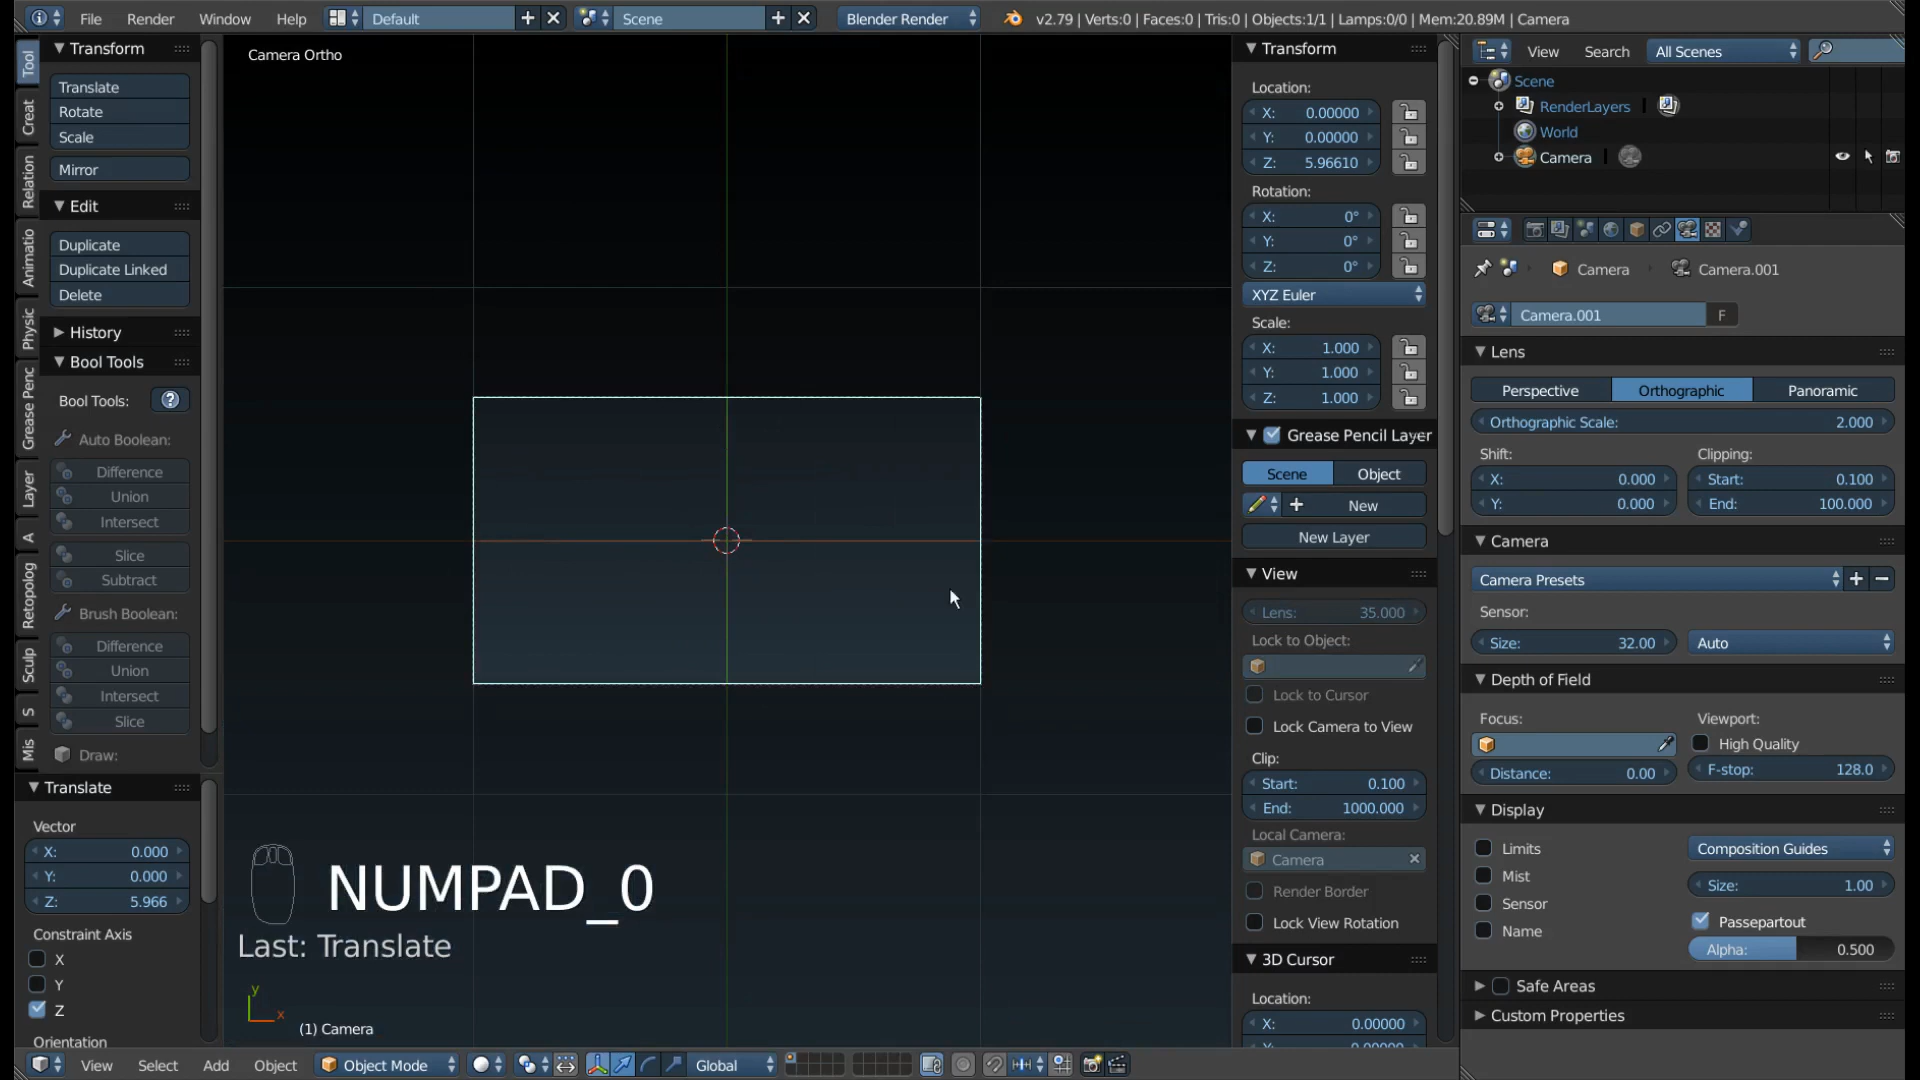 File Render Window Help Default Scene Blender Render v2.79 | Verts:0 | Faces:0 | Tris:0 | Objects:1/1 | Lamps:0/0 | Mem:20.89M | Camera
Tool
Creat
Relation
Animatio
Physic
Grease Penc
Layer
A
Retopolog
Sculp
S
Mis
Transform
Translate
Rotate
Scale
Mirror
Edit
Duplicate
Duplicate Linked
Delete
History
Bool Tools
Bool Tools:
Auto Boolean:
Difference
Union
Intersect
Slice
Subtract
Brush Boolean:
Difference
Union
Intersect
Slice
Draw:
Translate
Vector
X: 0.000
Y: 0.000
Z: 5.966
Constraint Axis
X
Y
Z
Orientation
Camera Ortho
NUMPAD_0
Last: Translate
y
x
(1) Camera
View Select Add Object Object Mode Global
Transform
Location:
X: 0.00000
Y: 0.00000
Z: 5.96610
Rotation:
X: 0°
Y: 0°
Z: 0°
XYZ Euler
Scale:
X: 1.000
Y: 1.000
Z: 1.000
Grease Pencil Layer
Scene Object
New
New Layer
View
Lens: 35.000
Lock to Object:
Lock to Cursor
Lock Camera to View
Clip:
Start: 0.100
End: 1000.000
Local Camera:
Camera
Render Border
Lock View Rotation
3D Cursor
Location:
X: 0.00000
View Search All Scenes
Scene
RenderLayers
World
Camera
Camera Camera.001
Camera.001 F
Lens
Perspective Orthographic Panoramic
Orthographic Scale: 2.000
Shift: Clipping:
X: 0.000 Start: 0.100
Y: 0.000 End: 100.000
Camera
Camera Presets
Sensor:
Size: 32.00 Auto
Depth of Field
Focus: Viewport:
High Quality
Distance: 0.00 F-stop: 128.0
Display
Limits Composition Guides
Mist Size: 1.00
Sensor Passepartout
Name Alpha: 0.500
Safe Areas
Custom Properties